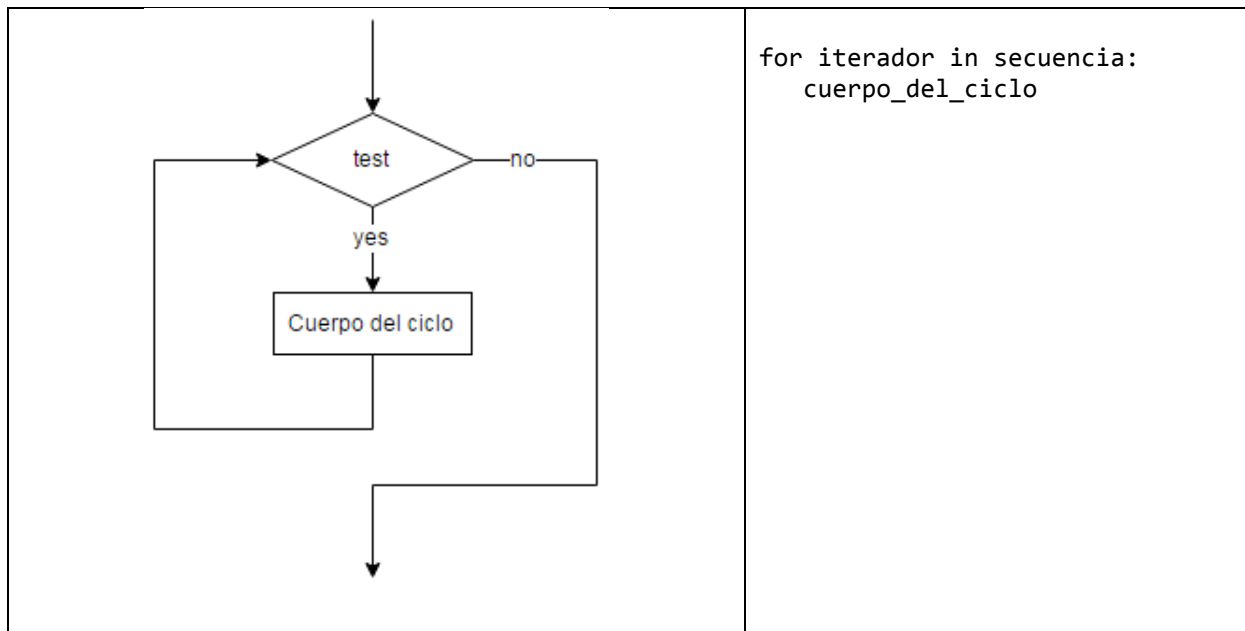 for iterador in secuencia:
cuerpo_del_ciclo
test
no
yes
Cuerpo del ciclo